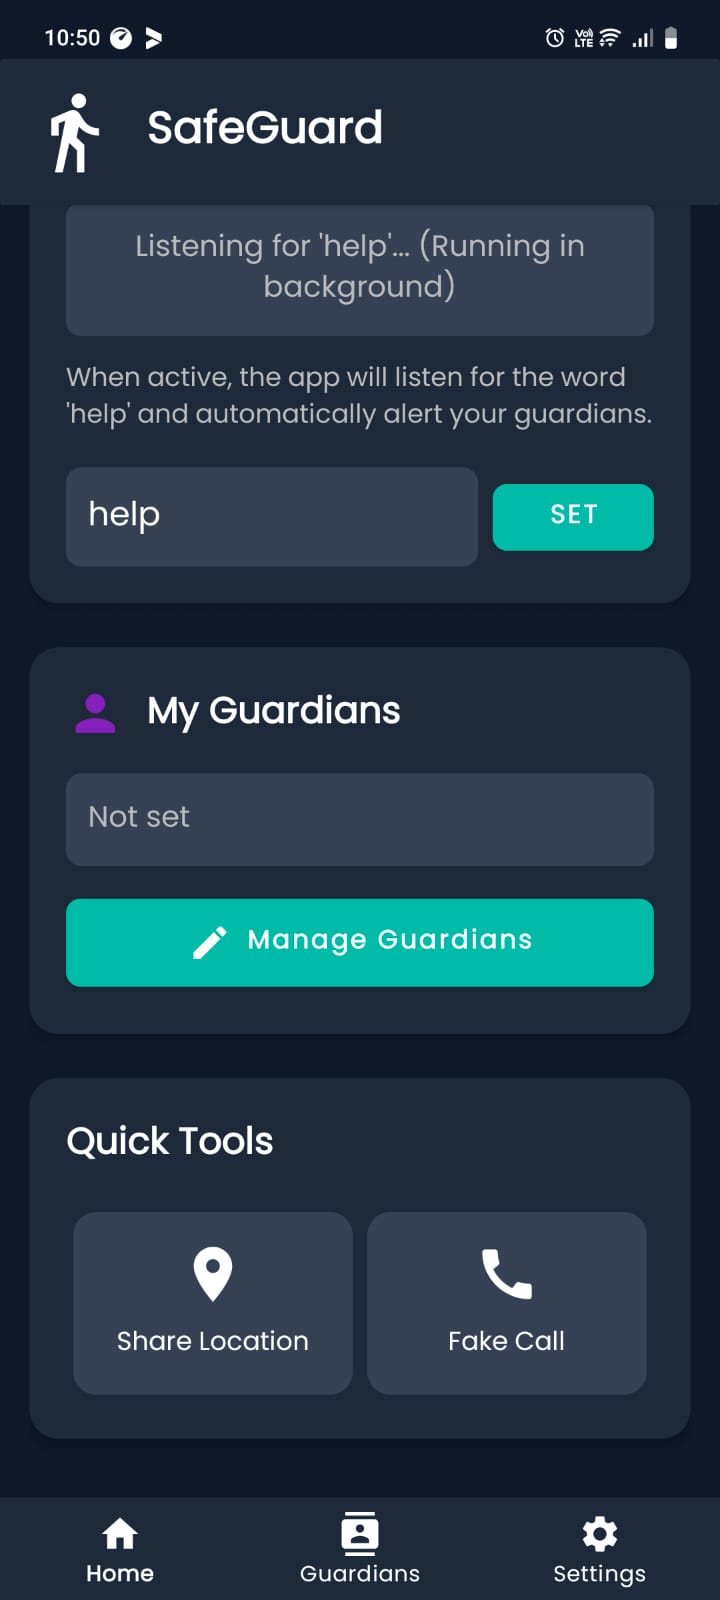 10:50
Vo) LTE
SafeGuard
Listening for 'help'... (Running in
background)
When active, the app will listen for the word
'help' and automatically alert your guardians.
help
SET
My Guardians
Not set
Manage Guardians
Quick Tools
Share Location
Fake Call
Home
Guardians
Settings